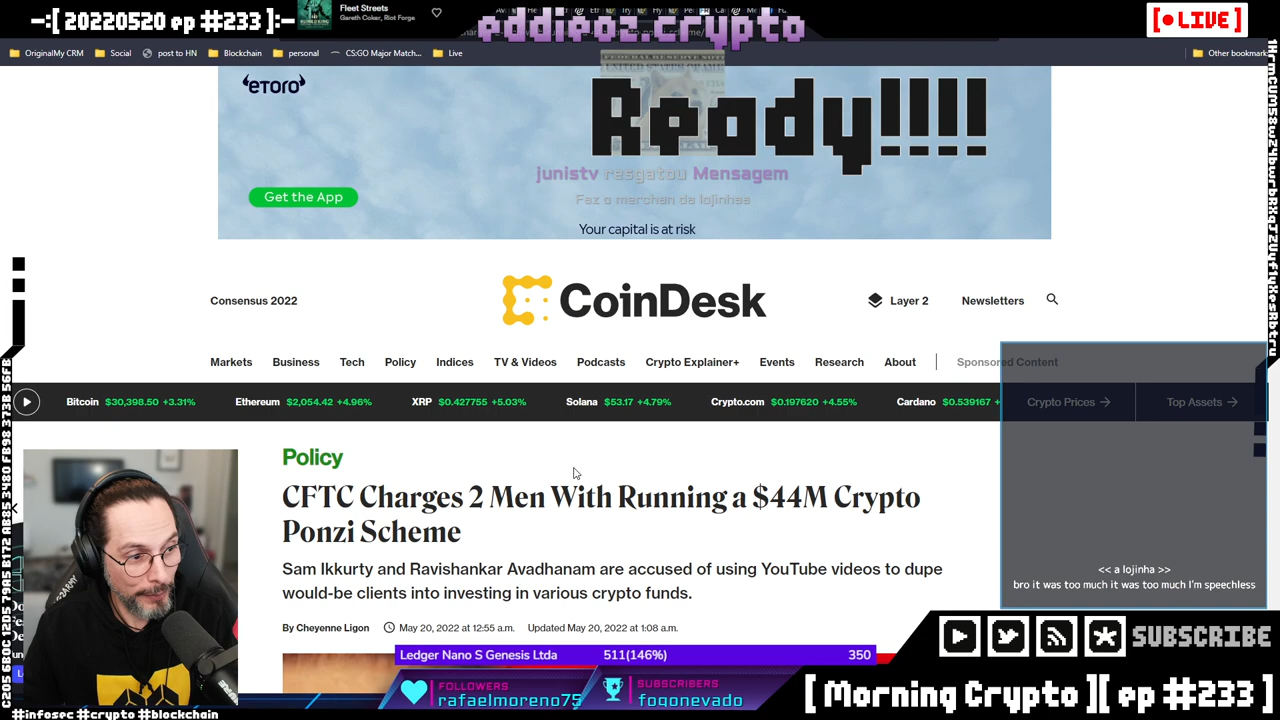 -:[ 20220520 ep #233 ]:-
Fleet Streets
Gareth Coker, Riot Forge
eddieoz.crypto
[ LIVE ]
OriginalMy CRM
Social
post to HN
Blockchain
personal
CS:GO Major Match...
Live
Other bookmark
eTORO
Ready!!!!
junistv resgatou Mensagem
Faz o merchan da lojinhaa
Get the App
Your capital is at risk
Consensus 2022
CoinDesk
Layer 2
Newsletters
Markets Business Tech Policy Indices TV & Videos Podcasts Crypto Explainer+ Events Research About Sponsored Content
Bitcoin $30,398.50 +3.31% Ethereum $2,054.42 +4.96% XRP $0.427755 +5.03% Solana $53.17 +4.79% Crypto.com $0.197620 +4.55% Cardano $0.539167 + Crypto Prices → Top Assets →
Policy
CFTC Charges 2 Men With Running a $44M Crypto
Ponzi Scheme
Sam Ikkurty and Ravishankar Avadhanam are accused of using YouTube videos to dupe
would-be clients into investing in various crypto funds.
<< a lojinha >>
bro it was too much it was too much I'm speechless
By Cheyenne Ligon
May 20, 2022 at 12:55 a.m.
Updated May 20, 2022 at 1:08 a.m.
Ledger Nano S Genesis Ltda 511(146%) 350
SUBSCRIBE
FOLLOWERS
rafaelmoreno75
SUBSCRIBERS
fogonevado
[ Morning Crypto ][ ep #233 ]
#infosec #crypto #blockchain